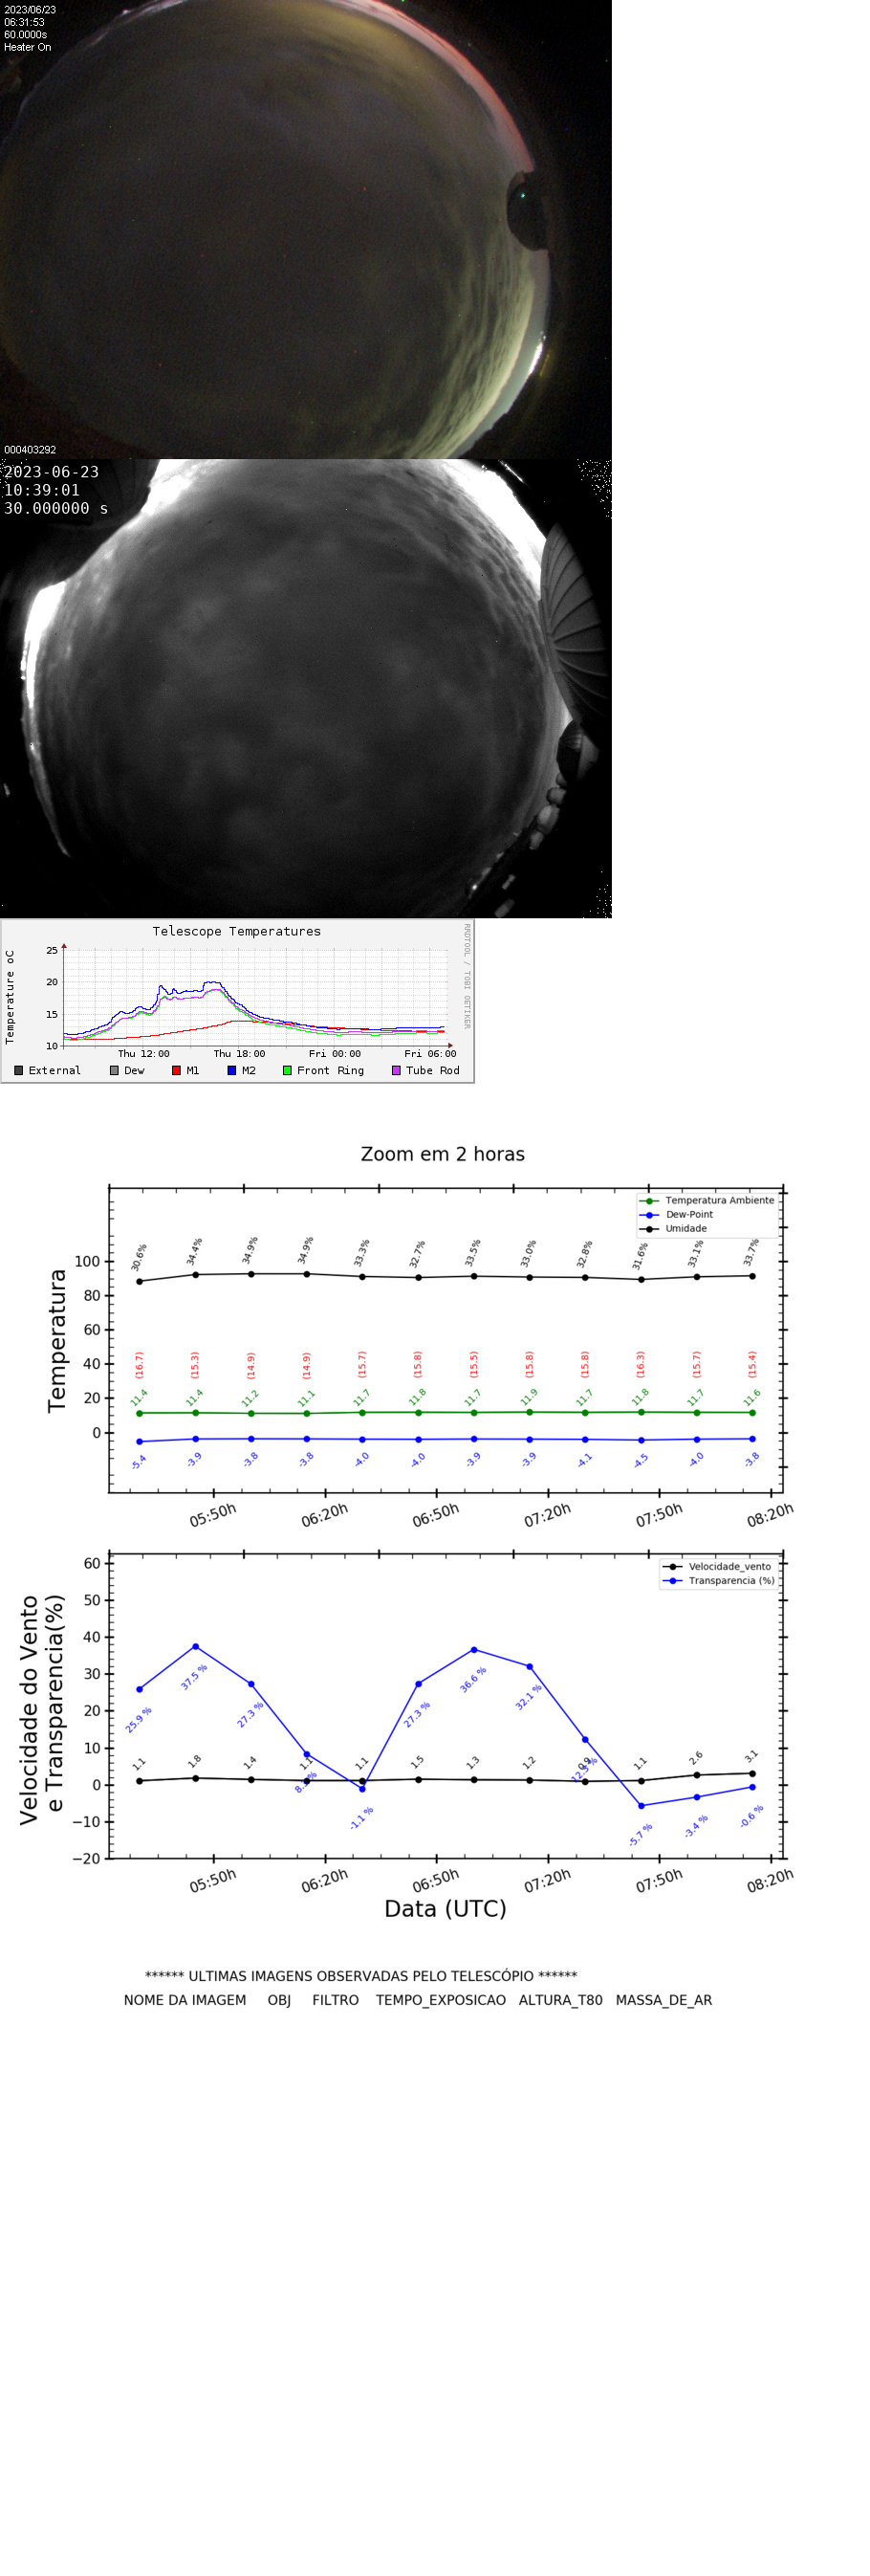 2023/06/23
06:31:53
60.0000s
Heater On
000403292
2023-06-23
10:39:01
30.000000 s
Telescope Temperatures
RRDTOOL / TOBI OETIKER
Temperature oC
25
20
15
10
Thu 12:00 Thu 18:00 Fri 00:00 Fri 06:00
External Dew M1 M2 Front Ring Tube Rod
Zoom em 2 horas
Temperatura Ambiente
Dew-Point
Umidade
Temperatura
100
80
60
40
20
0
30.6% 34.4% 34.9% 34.9% 33.3% 32.7% 33.5% 33.0% 32.8% 31.6% 33.1% 33.7%
(16.7) (15.3) (14.9) (14.9) (15.7) (15.8) (15.5) (15.8) (15.8) (16.3) (15.7) (15.4)
11.4 11.4 11.2 11.1 11.7 11.8 11.7 11.9 11.7 11.8 11.7 11.6
-5.4 -3.9 -3.8 -3.8 -4.0 -4.0 -3.9 -3.9 -4.1 -4.5 -4.0 -3.8
05:50h 06:20h 06:50h 07:20h 07:50h 08:20h
Velocidade_vento
Transparencia (%)
Velocidade do Vento
e Transparencia(%)
60
50
40
30
20
10
0
−10
−20
1.1 1.8 1.4 1.1 1.1 1.5 1.3 1.2 0.9 1.1 2.6 3.1
25.9 % 37.5 % 27.3 % -1.1 % 27.3 % 36.6 % 32.1 % -5.7 % -3.4 % -0.6 %
05:50h 06:20h 06:50h 07:20h 07:50h 08:20h
Data (UTC)
****** ULTIMAS IMAGENS OBSERVADAS PELO TELESCÓPIO ******
NOME DA IMAGEM OBJ FILTRO TEMPO_EXPOSICAO ALTURA_T80 MASSA_DE_AR